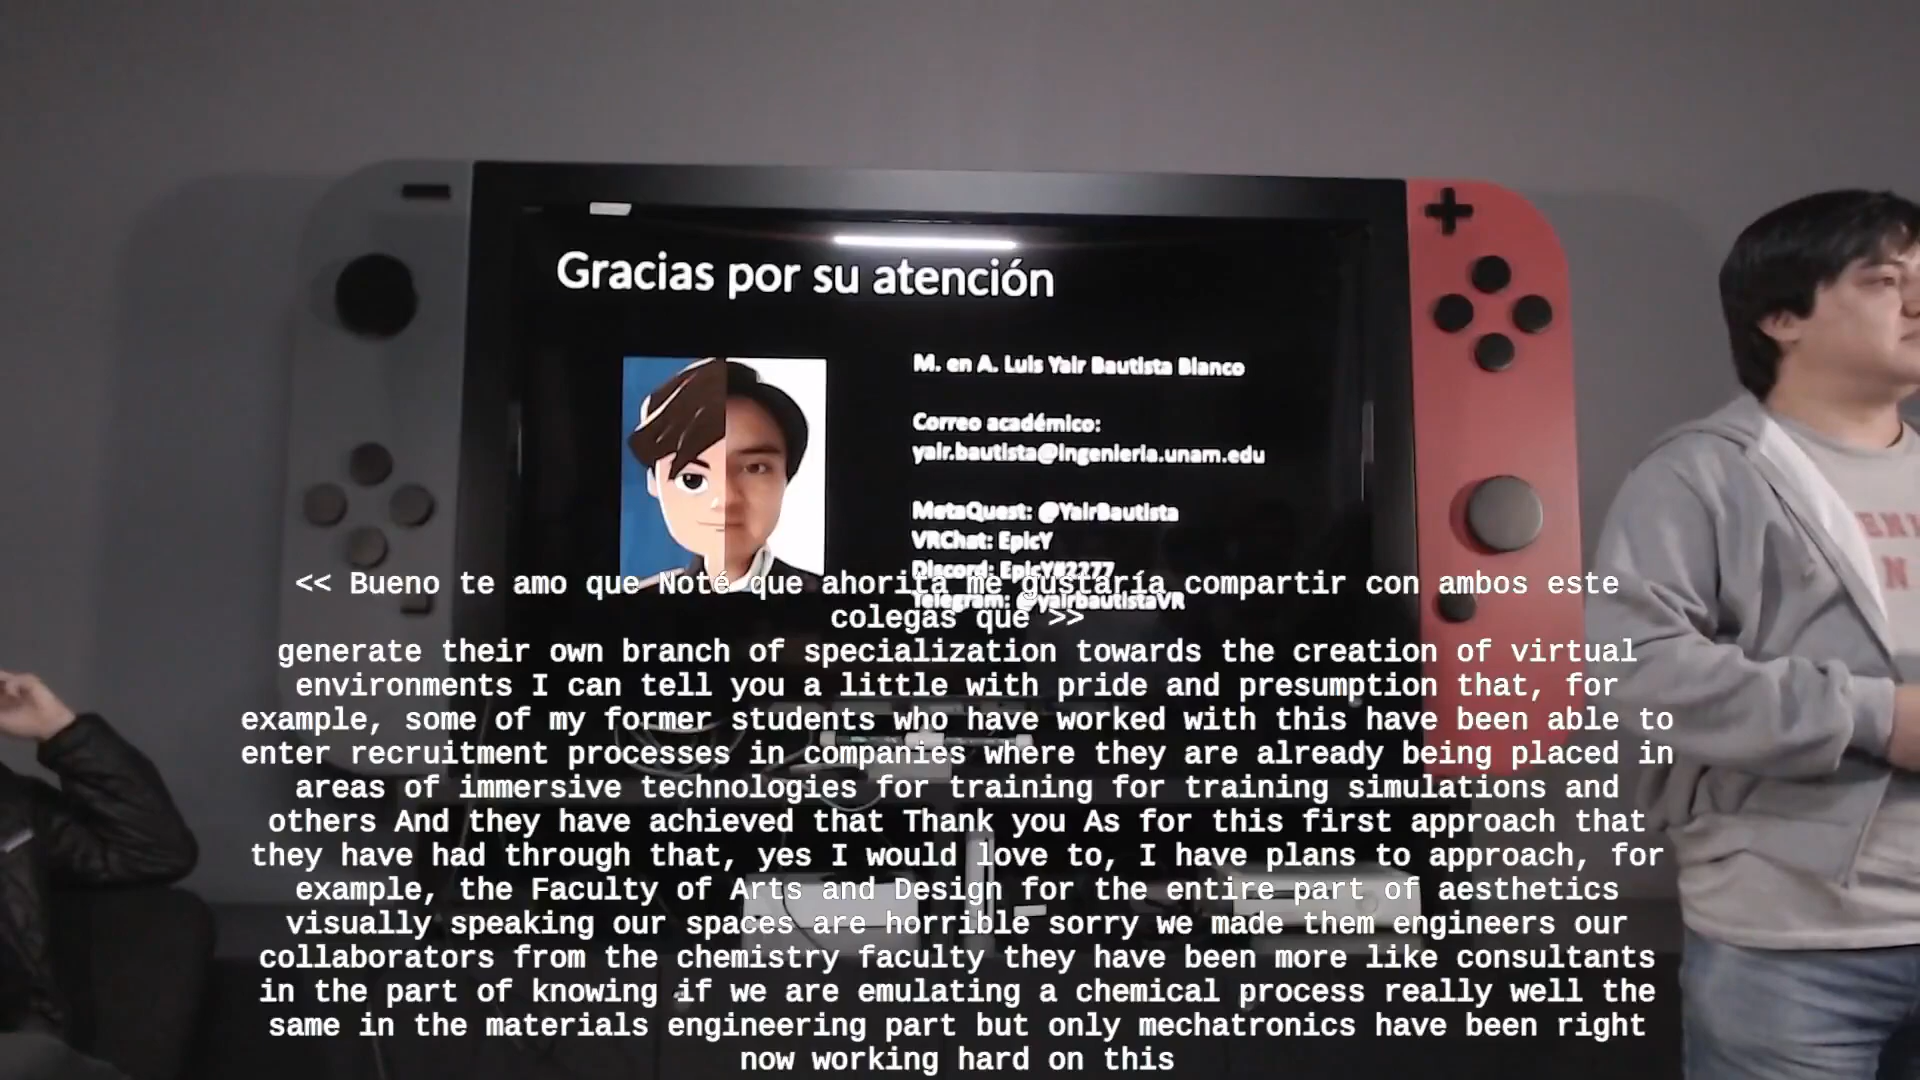 Gracias por su atención
M. en A. Luis Yair Bautista Blanco
Correo académico:
yair.bautista@ingenieria.unam.edu
MetaQuest: @YairBautista
VRChat: EpicY
Discord: EpicY#2277
Telegram: @yairbautistaVR
<< Bueno te amo que Noté que ahorita me gustaría compartir con ambos este
colegas que >>
generate their own branch of specialization towards the creation of virtual
environments I can tell you a little with pride and presumption that, for
example, some of my former students who have worked with this have been able to
enter recruitment processes in companies where they are already being placed in
areas of immersive technologies for training for training simulations and
others And they have achieved that Thank you As for this first approach that
they have had through that, yes I would love to, I have plans to approach, for
example, the Faculty of Arts and Design for the entire part of aesthetics
visually speaking our spaces are horrible sorry we made them engineers our
collaborators from the chemistry faculty they have been more like consultants
in the part of knowing if we are emulating a chemical process really well the
same in the materials engineering part but only mechatronics have been right
now working hard on this